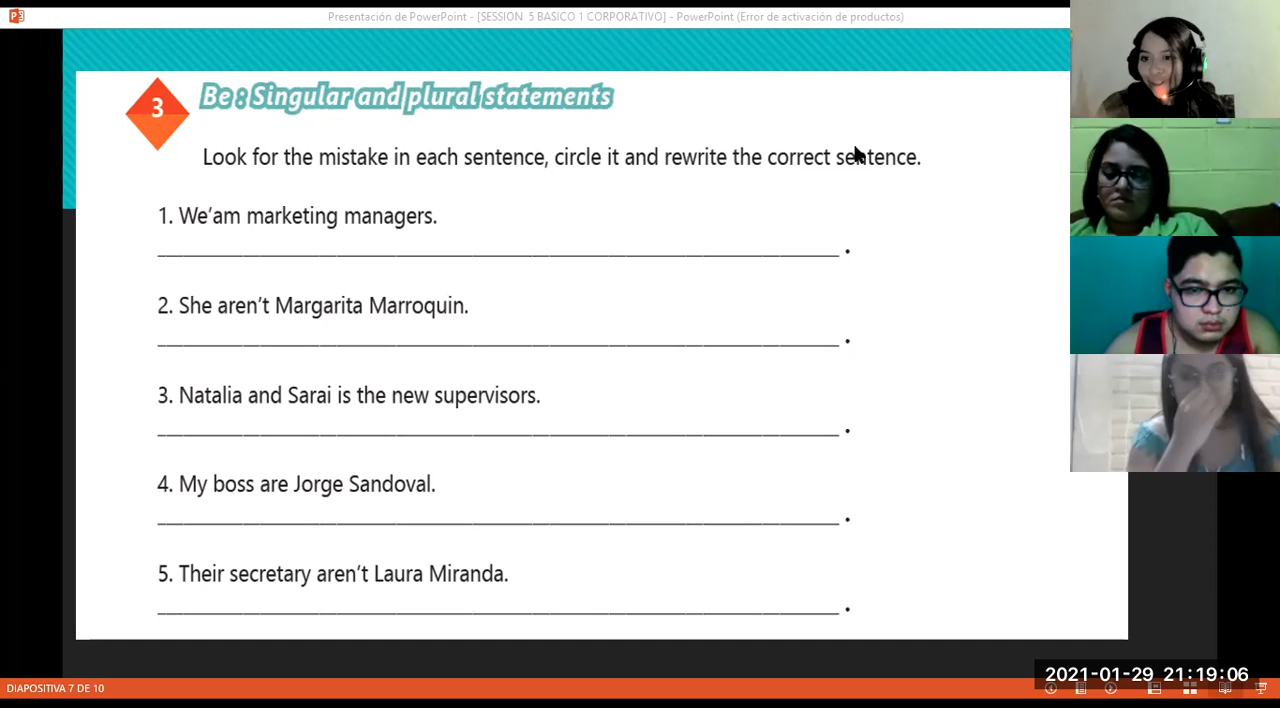 Presentación de PowerPoint - [SESSION 5 BASICO 1 CORPORATIVO] - PowerPoint (Error de activación de productos)
3
Be : Singular and plural statements
Look for the mistake in each sentence, circle it and rewrite the correct sentence.
1. We'am marketing managers.
2. She aren't Margarita Marroquin.
3. Natalia and Sarai is the new supervisors.
4. My boss are Jorge Sandoval.
5. Their secretary aren't Laura Miranda.
2021-01-29 21:19:06
DIAPOSITIVA 7 DE 10